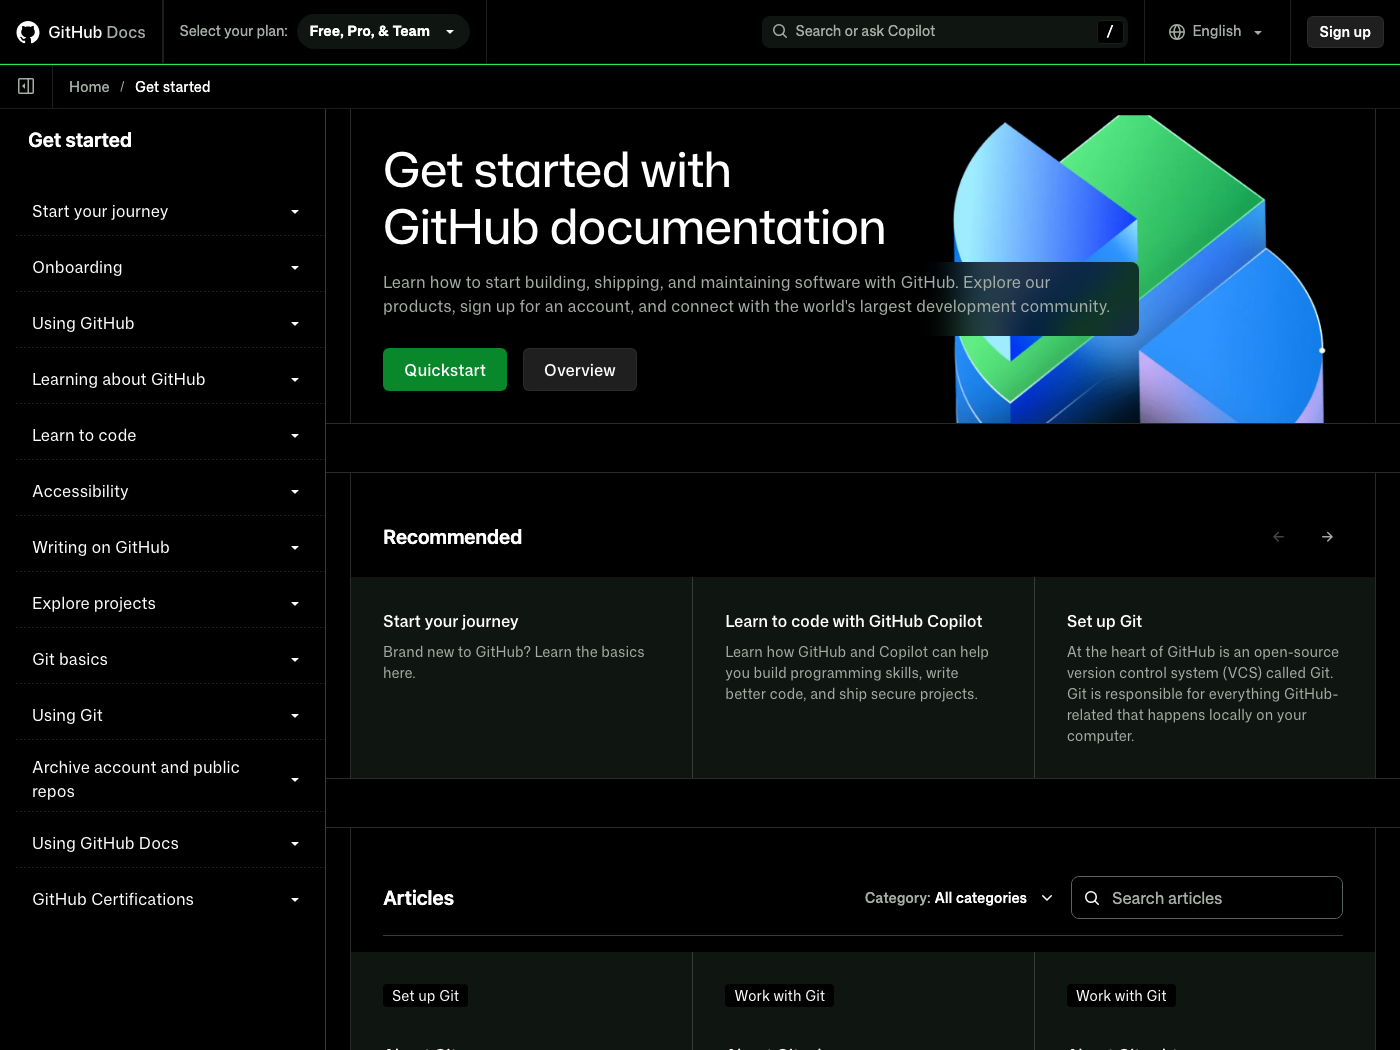 GitHub Docs
Select your plan: Free, Pro, & Team
Search or ask Copilot /
English
Sign up
Home / Get started
Get started
Start your journey
Onboarding
Using GitHub
Learning about GitHub
Learn to code
Accessibility
Writing on GitHub
Explore projects
Git basics
Using Git
Archive account and public
repos
Using GitHub Docs
GitHub Certifications
Get started with
GitHub documentation
Learn how to start building, shipping, and maintaining software with GitHub. Explore our
products, sign up for an account, and connect with the world's largest development community.
Quickstart
Overview
Recommended
Start your journey
Brand new to GitHub? Learn the basics
here.
Learn to code with GitHub Copilot
Learn how GitHub and Copilot can help
you build programming skills, write
better code, and ship secure projects.
Set up Git
At the heart of GitHub is an open-source
version control system (VCS) called Git.
Git is responsible for everything GitHub-
related that happens locally on your
computer.
Articles
Category: All categories
Search articles
Set up Git
Work with Git
Work with Git